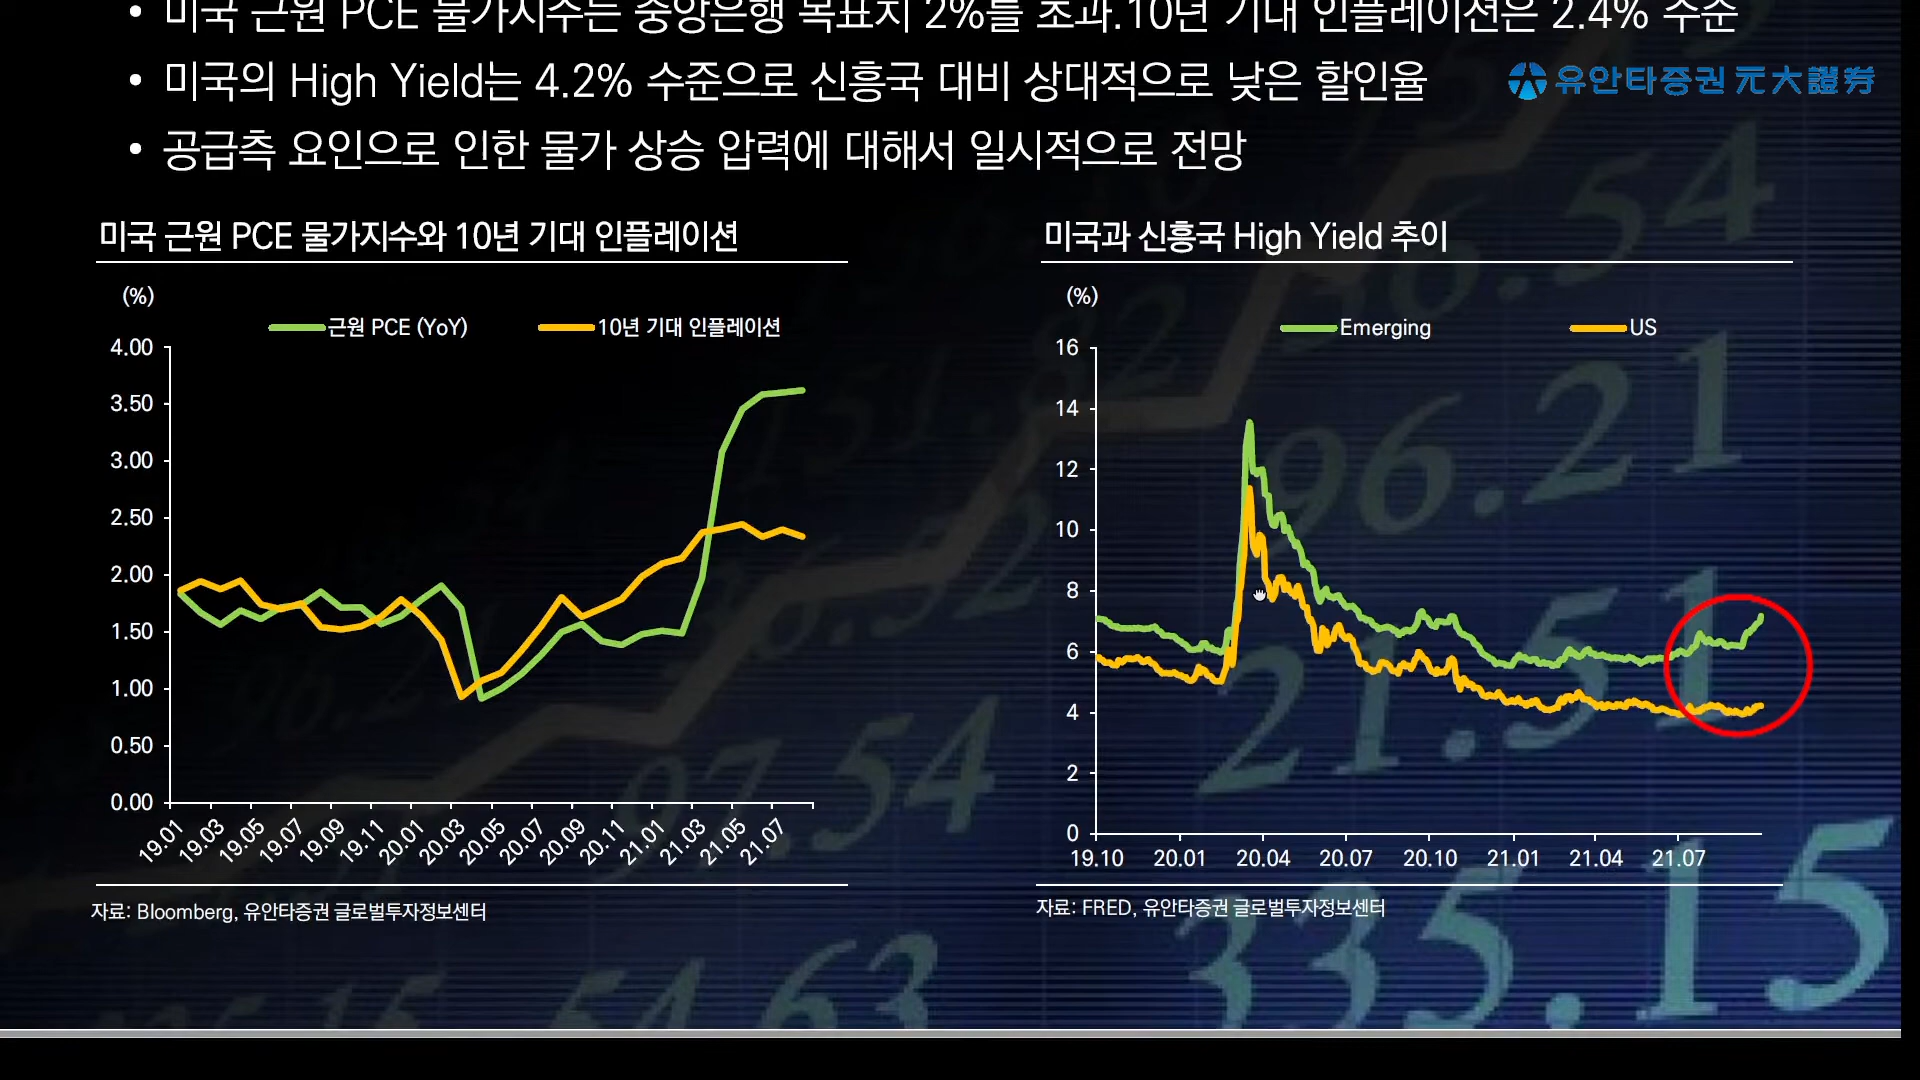 • 미국 근원 PCE 물가지수는 중앙은행 목표치 2%를 초과.10년 기대 인플레이션은 2.4% 수준
• 미국의 High Yield는 4.2% 수준으로 신흥국 대비 상대적으로 낮은 할인율
유안타증권 元大證券
• 공급측 요인으로 인한 물가 상승 압력에 대해서 일시적으로 전망
미국 근원 PCE 물가지수와 10년 기대 인플레이션
(%)
근원 PCE (YoY) 10년 기대 인플레이션
4.00
3.50
3.00
2.50
2.00
1.50
1.00
0.50
0.00
19.01 19.03 19.05 19.07 19.09 19.11 20.01 20.03 20.05 20.07 20.09 20.11 21.01 21.03 21.05 21.07
자료: Bloomberg, 유안타증권 글로벌투자정보센터
미국과 신흥국 High Yield 추이
(%)
Emerging US
16
14
12
10
8
6
4
2
0
19.10 20.01 20.04 20.07 20.10 21.01 21.04 21.07
자료: FRED, 유안타증권 글로벌투자정보센터
56.54
96.21
21.51
97.54
335.15
54.63